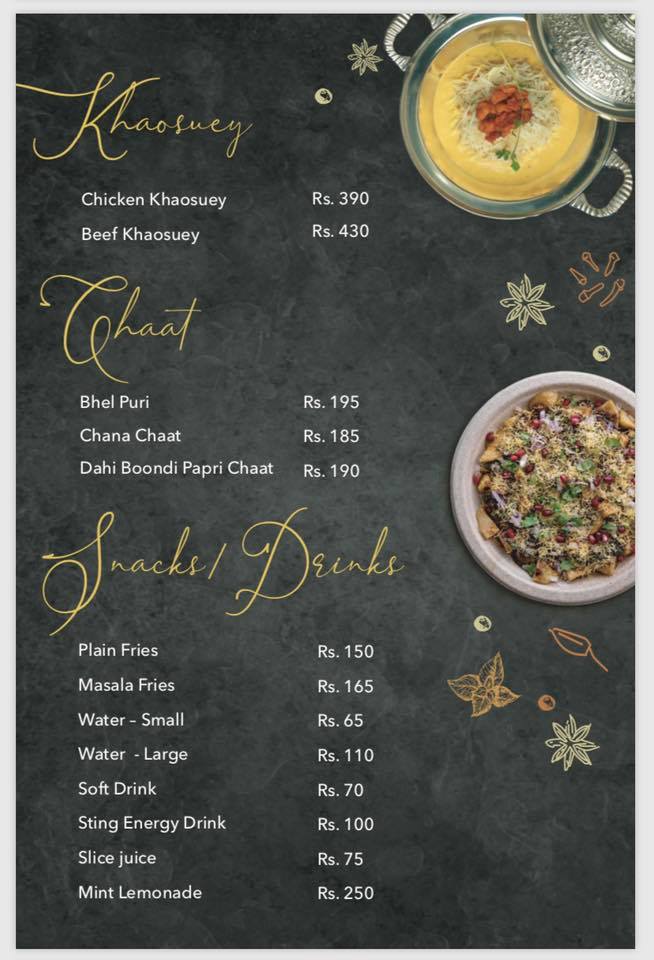 Khaosuey
Chicken Khaosuey Rs. 390
Beef Khaosuey Rs. 430
Chaat
Bhel Puri Rs. 195
Chana Chaat Rs. 185
Dahi Boondi Papri Chaat Rs. 190
Snacks/ Drinks
Plain Fries Rs. 150
Masala Fries Rs. 165
Water – Small Rs. 65
Water - Large Rs. 110
Soft Drink Rs. 70
Sting Energy Drink Rs. 100
Slice juice Rs. 75
Mint Lemonade Rs. 250